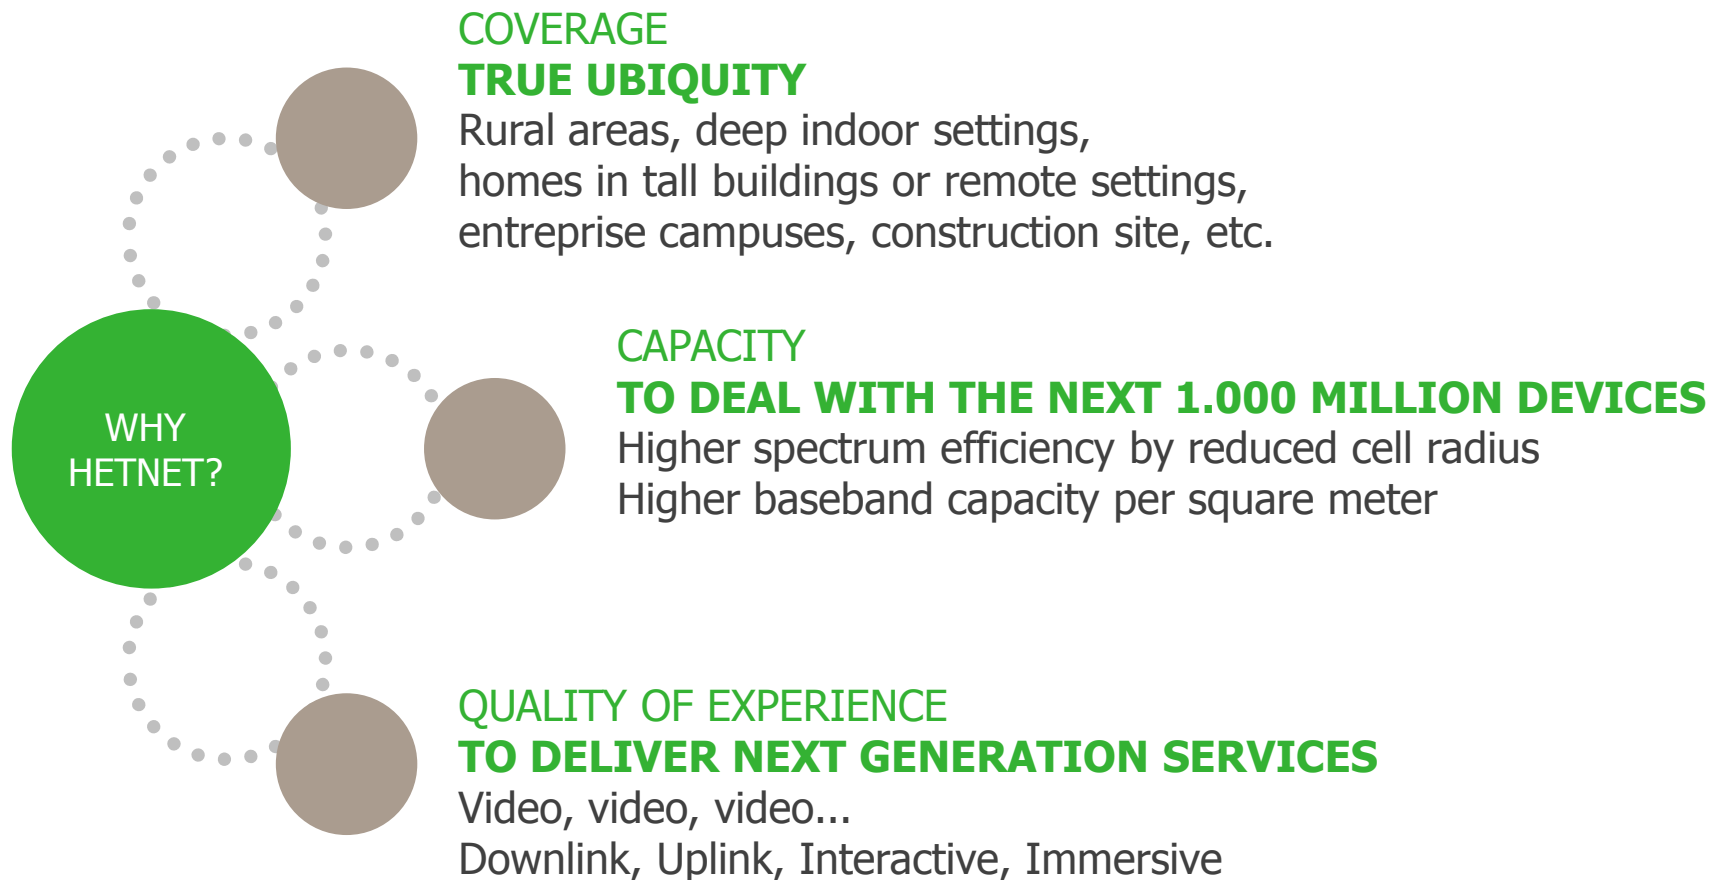 COVERAGE
TRUE UBIQUITY
Rural areas, deep indoor settings,
homes in tall buildings or remote settings,
entreprise campuses, construction site, etc.
WHY
HETNET?
CAPACITY
TO DEAL WITH THE NEXT 1.000 MILLION DEVICES
Higher spectrum efficiency by reduced cell radius
Higher baseband capacity per square meter
QUALITY OF EXPERIENCE
TO DELIVER NEXT GENERATION SERVICES
Video, video, video...
Downlink, Uplink, Interactive, Immersive